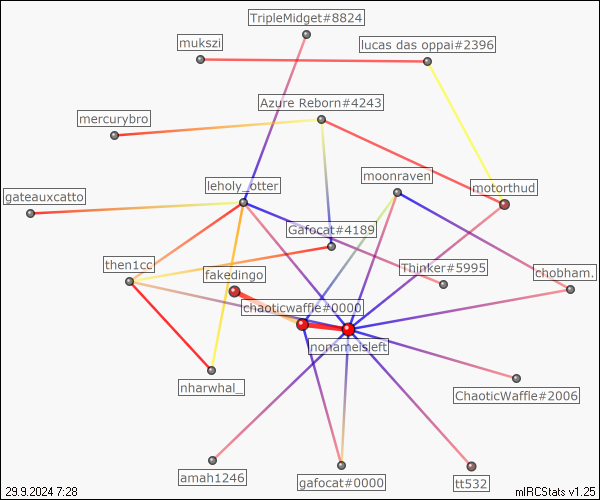 TripleMidget#8824
mukszi
lucas das oppai#2396
Azure Reborn#4243
mercurybro
moonraven
leholy_otter
motorthud
gateauxcatto
Gafocat#4189
then1cc
Thinker#5995
chobham.
fakedingo
chaoticwaffle#0000
nonameisleft
nharwhal_
ChaoticWaffle#2006
amah1246
gafocat#0000
tt532
29.9.2024 7:28
mIRCStats v1.25